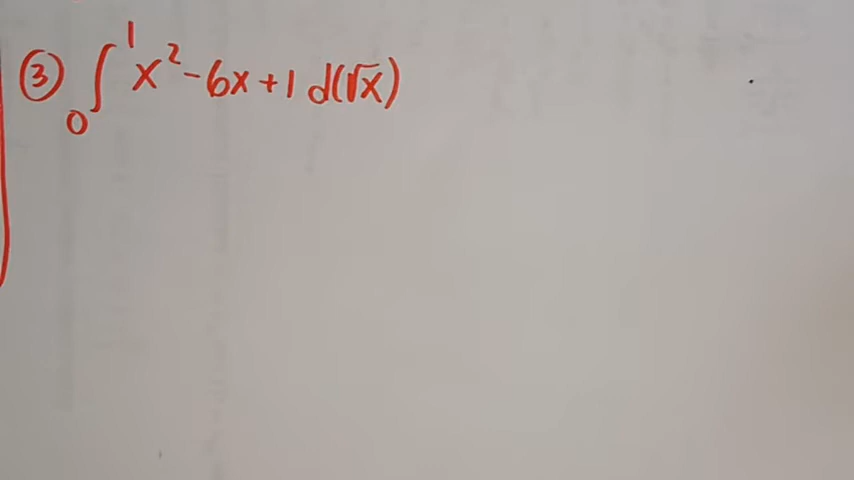 ③ ∫₀¹ x² - 6x + 1 d(√x)